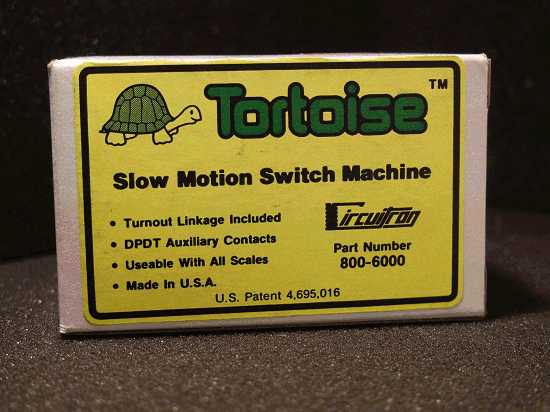 Tortoise™
Slow Motion Switch Machine
• Turnout Linkage Included
• DPDT Auxiliary Contacts
• Useable With All Scales
• Made In U.S.A.
Circuitron
Part Number
800-6000
U.S. Patent 4,695,016